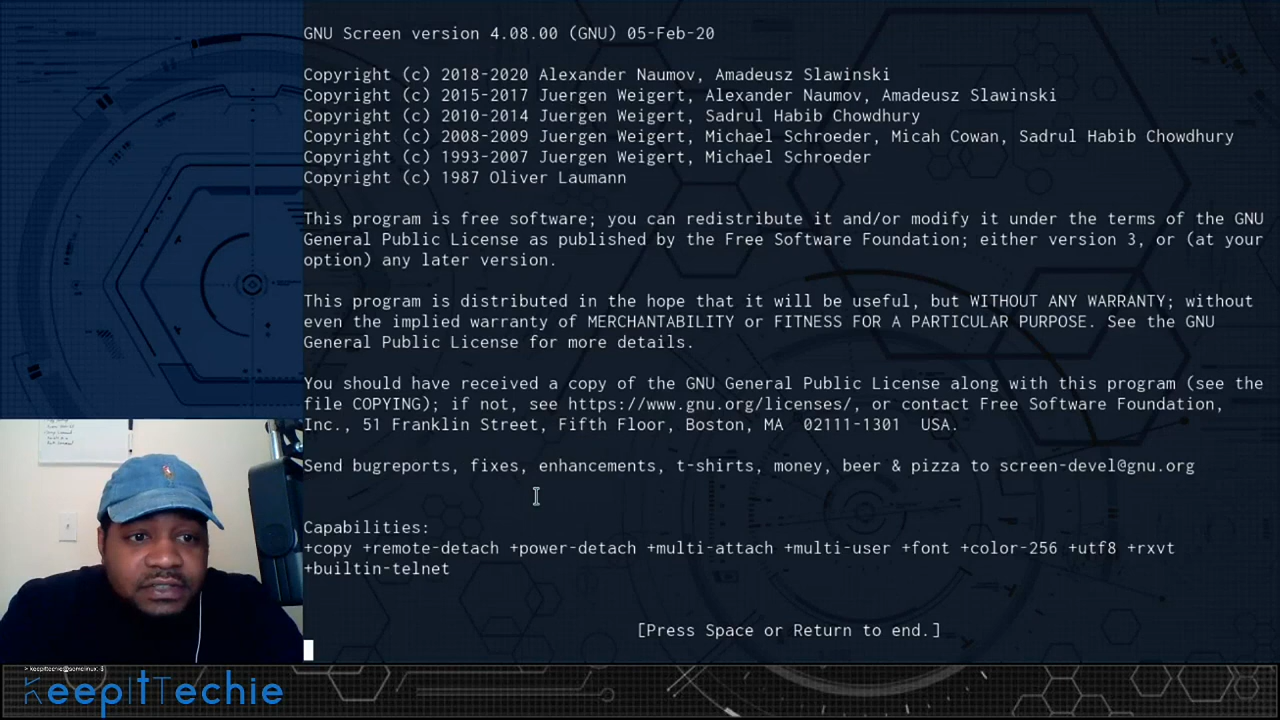 GNU Screen version 4.08.00 (GNU) 05-Feb-20
Copyright (c) 2018-2020 Alexander Naumov, Amadeusz Slawinski
Copyright (c) 2015-2017 Juergen Weigert, Alexander Naumov, Amadeusz Slawinski
Copyright (c) 2010-2014 Juergen Weigert, Sadrul Habib Chowdhury
Copyright (c) 2008-2009 Juergen Weigert, Michael Schroeder, Micah Cowan, Sadrul Habib Chowdhury
Copyright (c) 1993-2007 Juergen Weigert, Michael Schroeder
Copyright (c) 1987 Oliver Laumann
This program is free software; you can redistribute it and/or modify it under the terms of the GNU
General Public License as published by the Free Software Foundation; either version 3, or (at your
option) any later version.
This program is distributed in the hope that it will be useful, but WITHOUT ANY WARRANTY; without
even the implied warranty of MERCHANTABILITY or FITNESS FOR A PARTICULAR PURPOSE. See the GNU
General Public License for more details.
You should have received a copy of the GNU General Public License along with this program (see the
file COPYING); if not, see https://www.gnu.org/licenses/, or contact Free Software Foundation,
Inc., 51 Franklin Street, Fifth Floor, Boston, MA  02111-1301  USA.
Send bugreports, fixes, enhancements, t-shirts, money, beer & pizza to screen-devel@gnu.org
Capabilities:
+copy +remote-detach +power-detach +multi-attach +multi-user +font +color-256 +utf8 +rxvt
+builtin-telnet
[Press Space or Return to end.]
> keepittechie@somelinux:-$
KeepItTechie